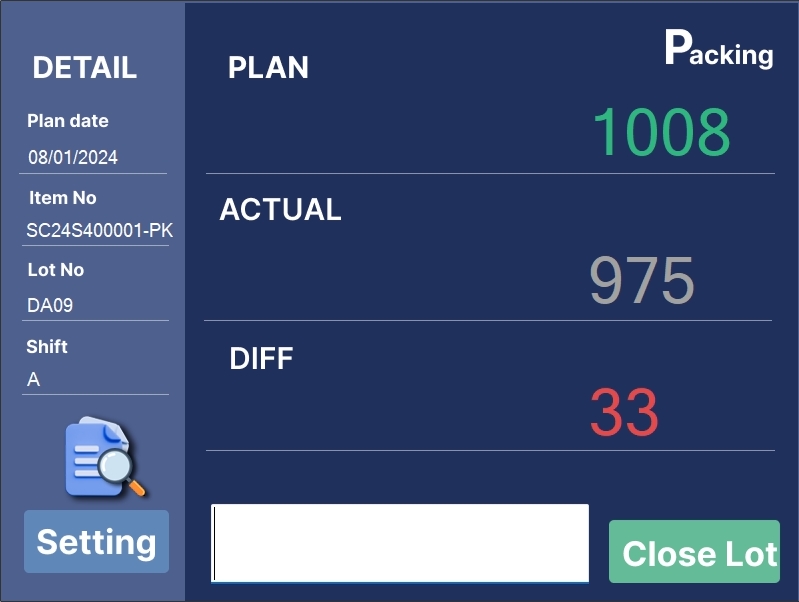 DETAIL
Plan date
08/01/2024
Item No
SC24S400001-PK
Lot No
DA09
Shift
A
Setting
Packing
PLAN
1008
ACTUAL
975
DIFF
33
Close Lot